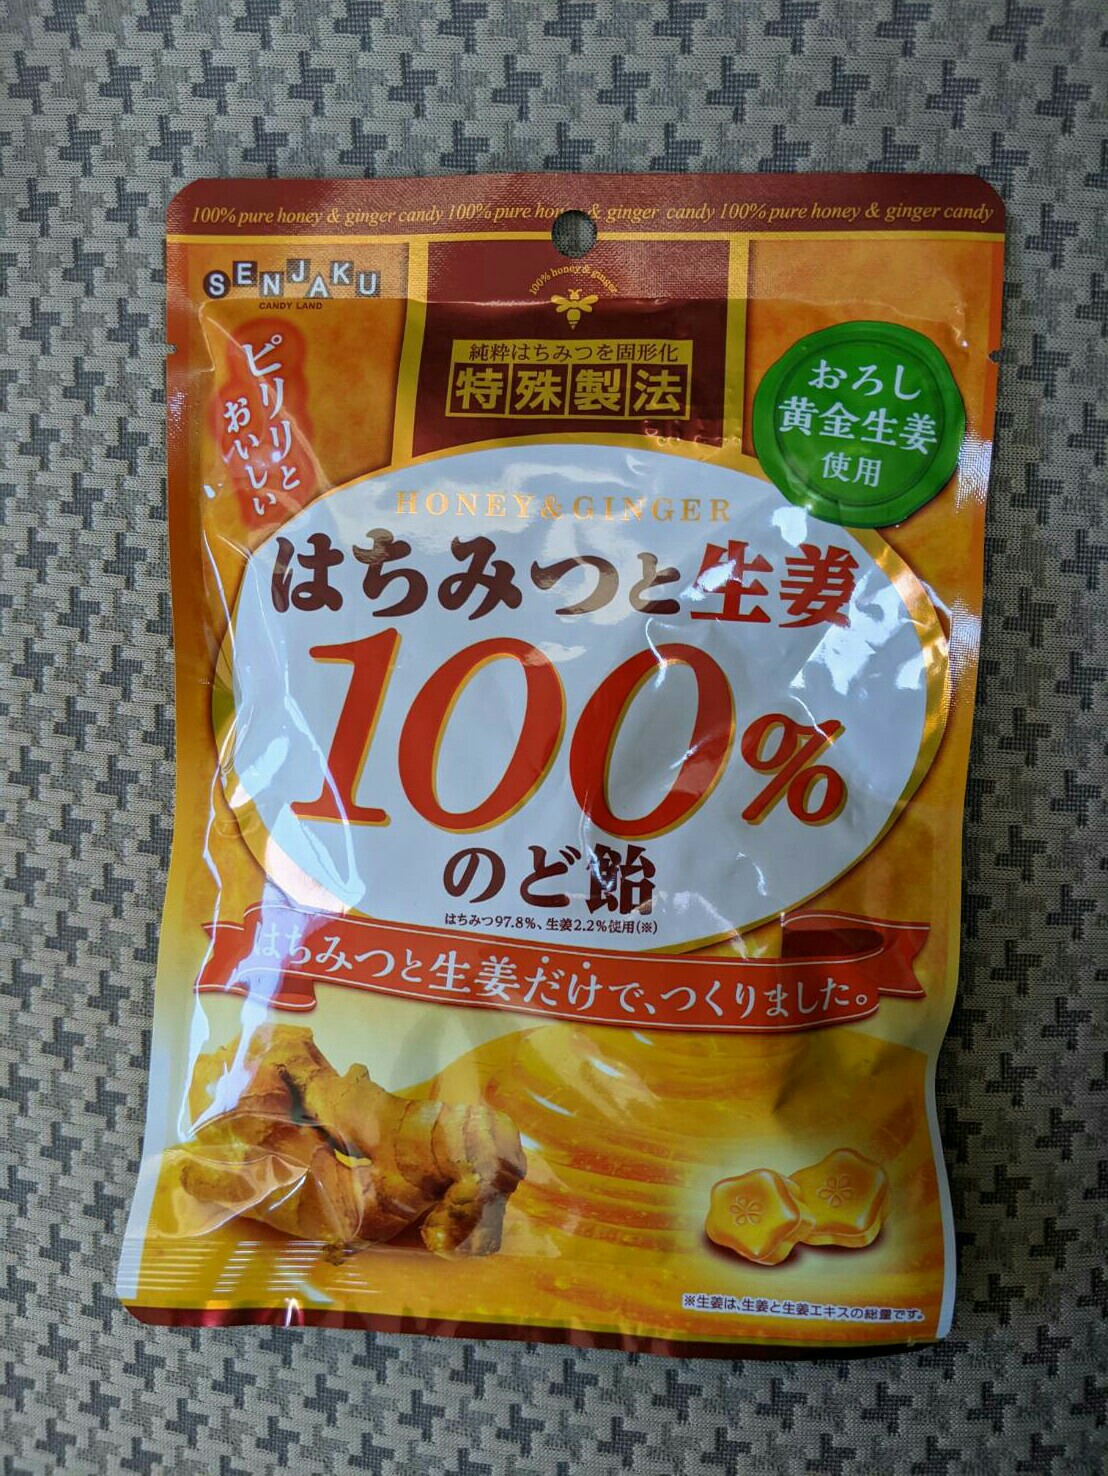 100% pure honey & ginger candy 100% pure honey & ginger candy 100% pure honey & ginger candy
SENJAKU
CANDY LAND
100% honey & ginger
純粋はちみつを固形化
特殊製法
ピリリと
おいしい
おろし
黄金生姜
使用
HONEY&GINGER
はちみつと生姜
100%
のど飴
はちみつ97.8%、生姜2.2%使用(※)
はちみつと生姜だけで、つくりました。
※生姜は、生姜と生姜エキスの総量です。